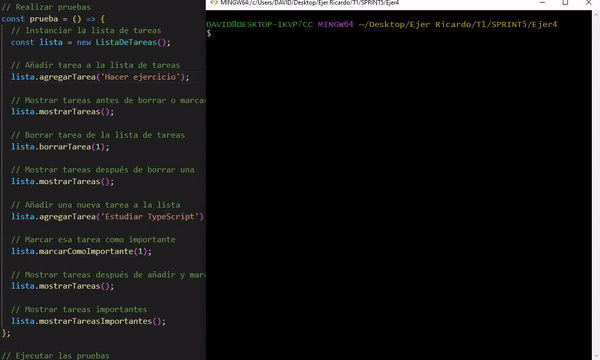 // Realizar pruebas
const prueba = () => {
// Instanciar la lista de tareas
const lista = new ListaDeTareas();
// Añadir tarea a la lista de tareas
lista.agregarTarea('Hacer ejercicio');
// Mostrar tareas antes de borrar o marcar
lista.mostrarTareas();
// Borrar tarea de la lista de tareas
lista.borrarTarea(1);
// Mostrar tareas después de borrar una
lista.mostrarTareas();
// Añadir una nueva tarea a la lista
lista.agregarTarea('Estudiar TypeScript')
// Marcar esa tarea como importante
lista.marcarComoImportante(1);
// Mostrar tareas después de añadir y mar
lista.mostrarTareas();
// Mostrar tareas importantes
lista.mostrarTareasImportantes();
};
// Ejecutar las pruebas
MINGW64:/c/Users/DAVID/Desktop/Ejer Ricardo/T1/SPRINT5/Ejer4
DAVID@DESKTOP-IKVP7CC MINGW64 ~/Desktop/Ejer Ricardo/T1/SPRINT5/Ejer4
$